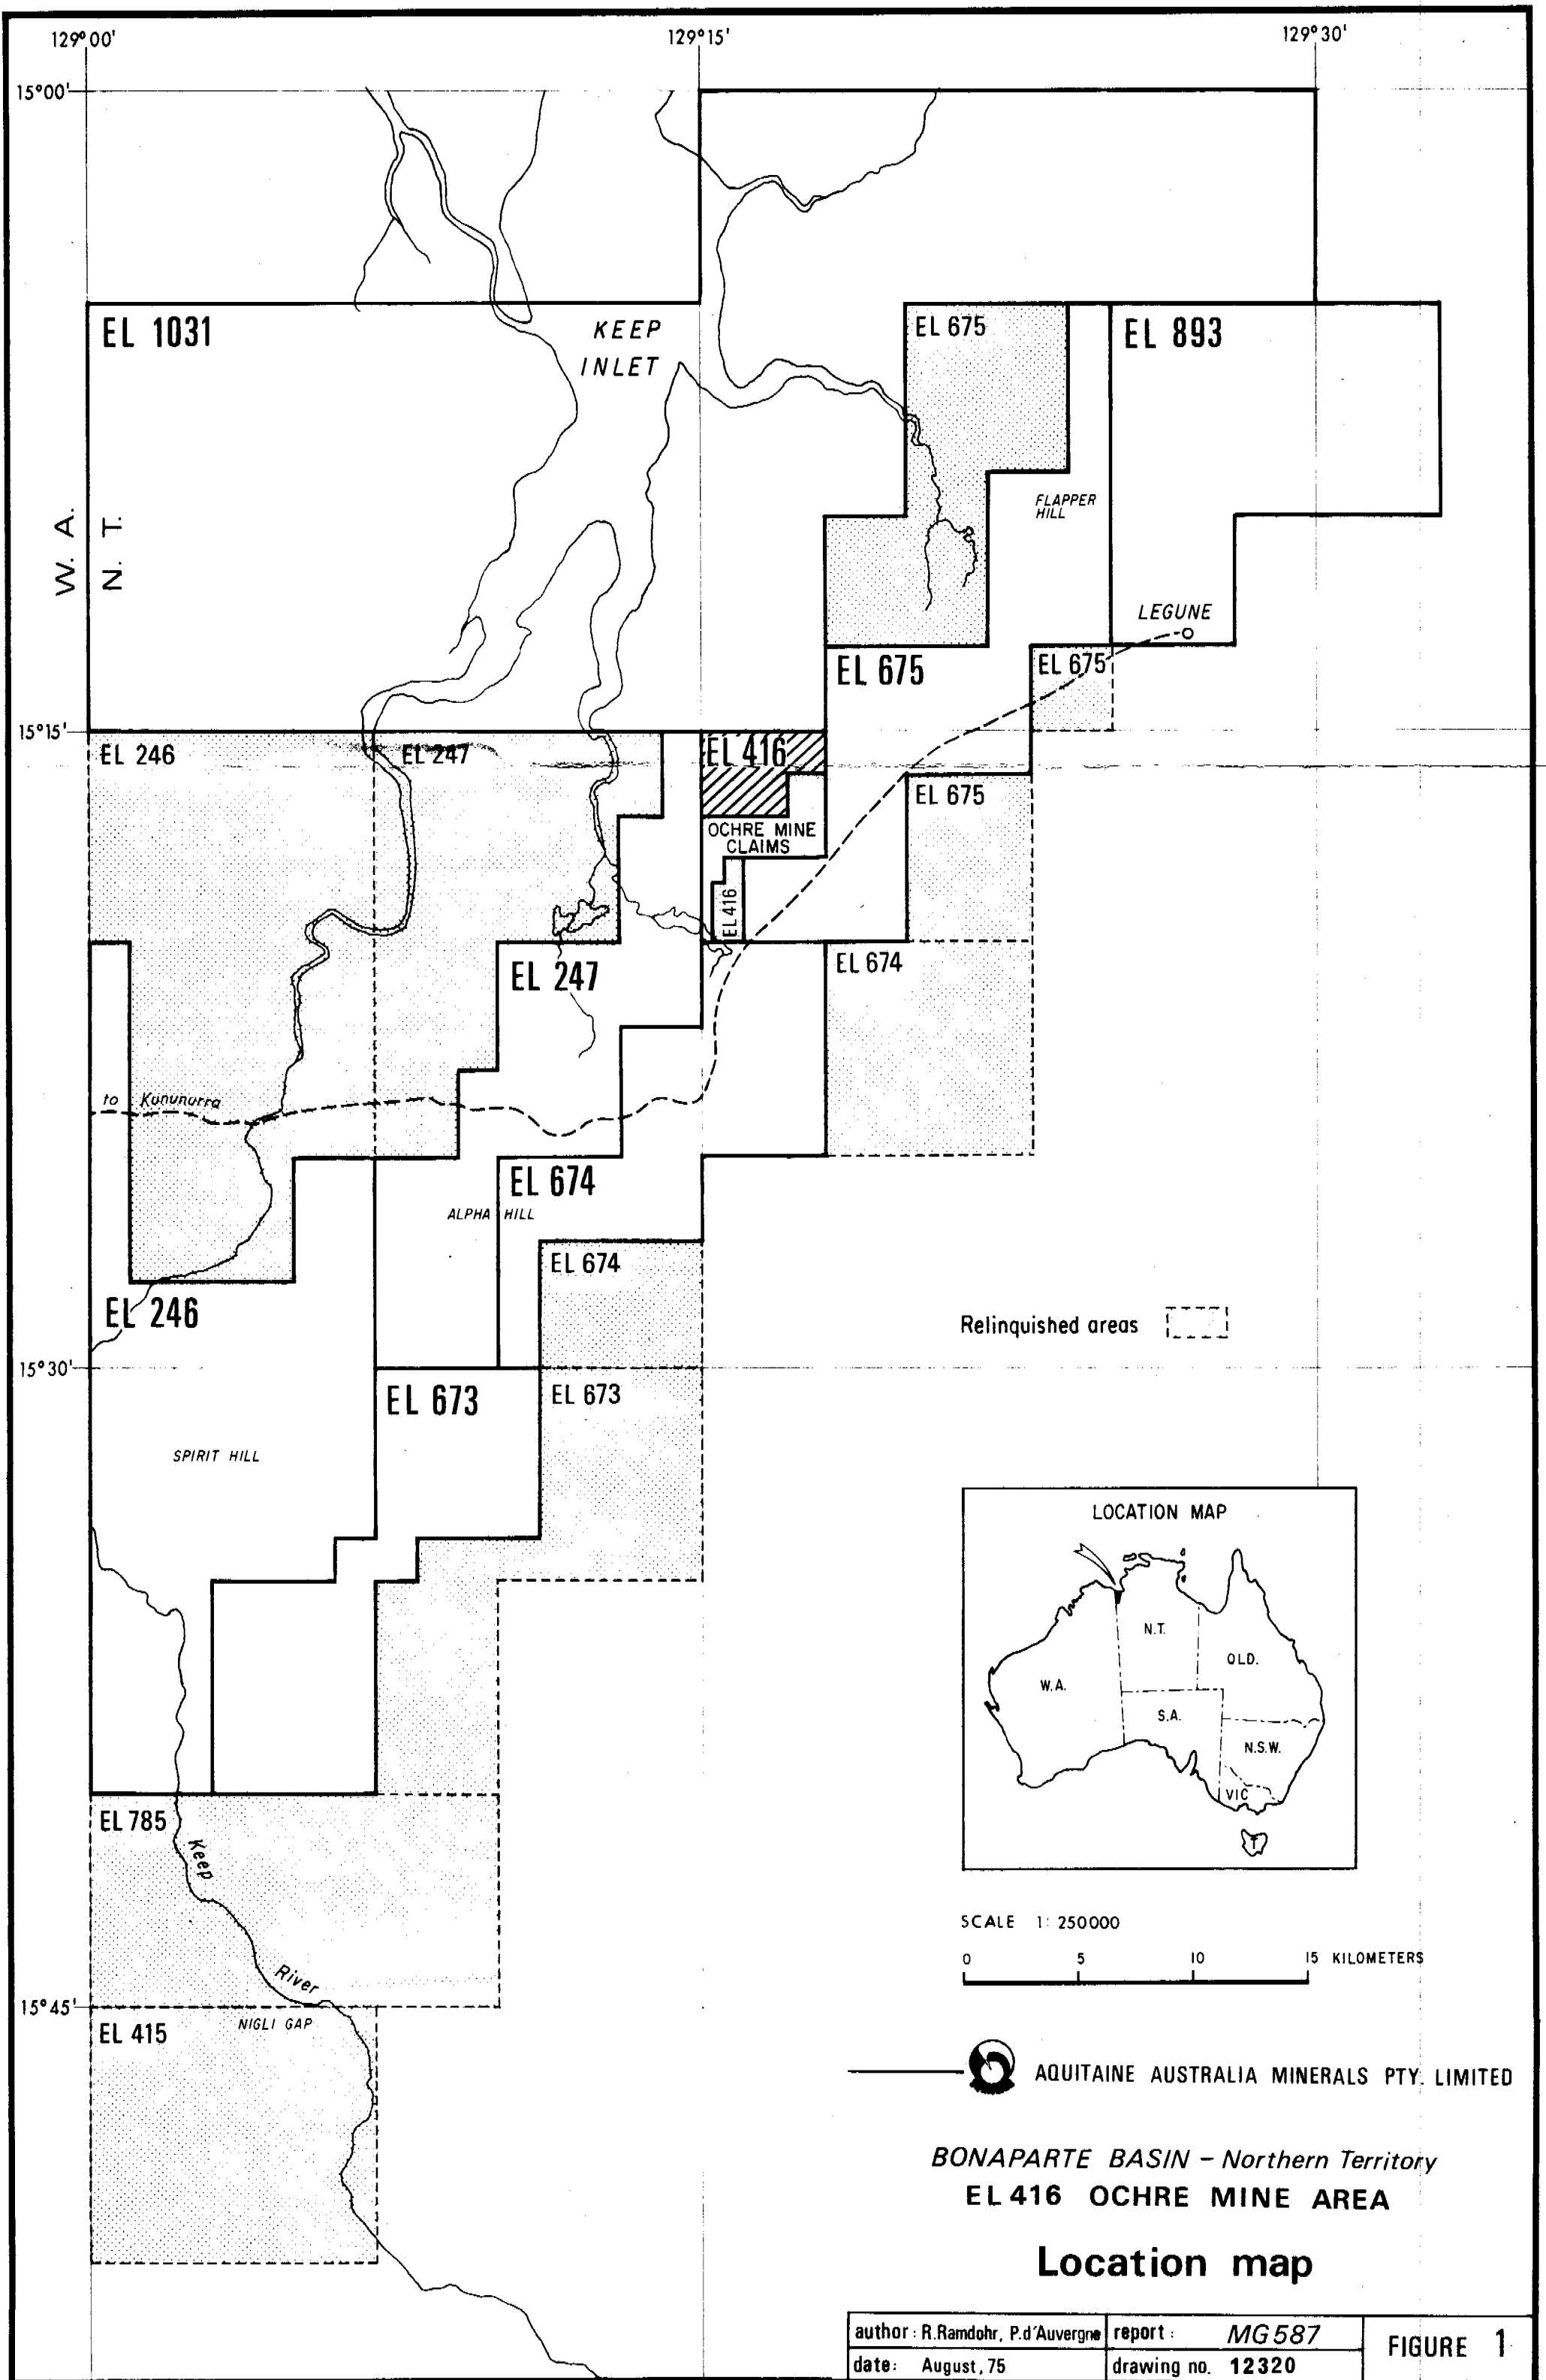 129°00'
129°15'
129°30'
15°00'
EL 1031
KEEP
INLET
EL 675
EL 893
W. A.
N. T.
FLAPPER
HILL
LEGUNE
EL 675
EL 675
15°15'
EL 246
EL 247
EL 416
EL 675
OCHRE MINE
CLAIMS
EL 416
EL 247
EL 674
to Kununurra
EL 674
ALPHA HILL
EL 674
EL 246
Relinquished areas
15°30'
EL 673
EL 673
SPIRIT HILL
LOCATION MAP
N.T.
QLD.
W.A.
S.A.
N.S.W.
VIC
T
EL 785
Keep
River
SCALE 1: 250000
0 5 10 15 KILOMETERS
15°45'
EL 415
NIGLI GAP
AQUITAINE AUSTRALIA MINERALS PTY. LIMITED
BONAPARTE BASIN – Northern Territory
EL 416 OCHRE MINE AREA
Location map
author: R.Ramdohr, P.d'Auvergne
report: MG 587
FIGURE 1
date: August, 75
drawing no. 12320